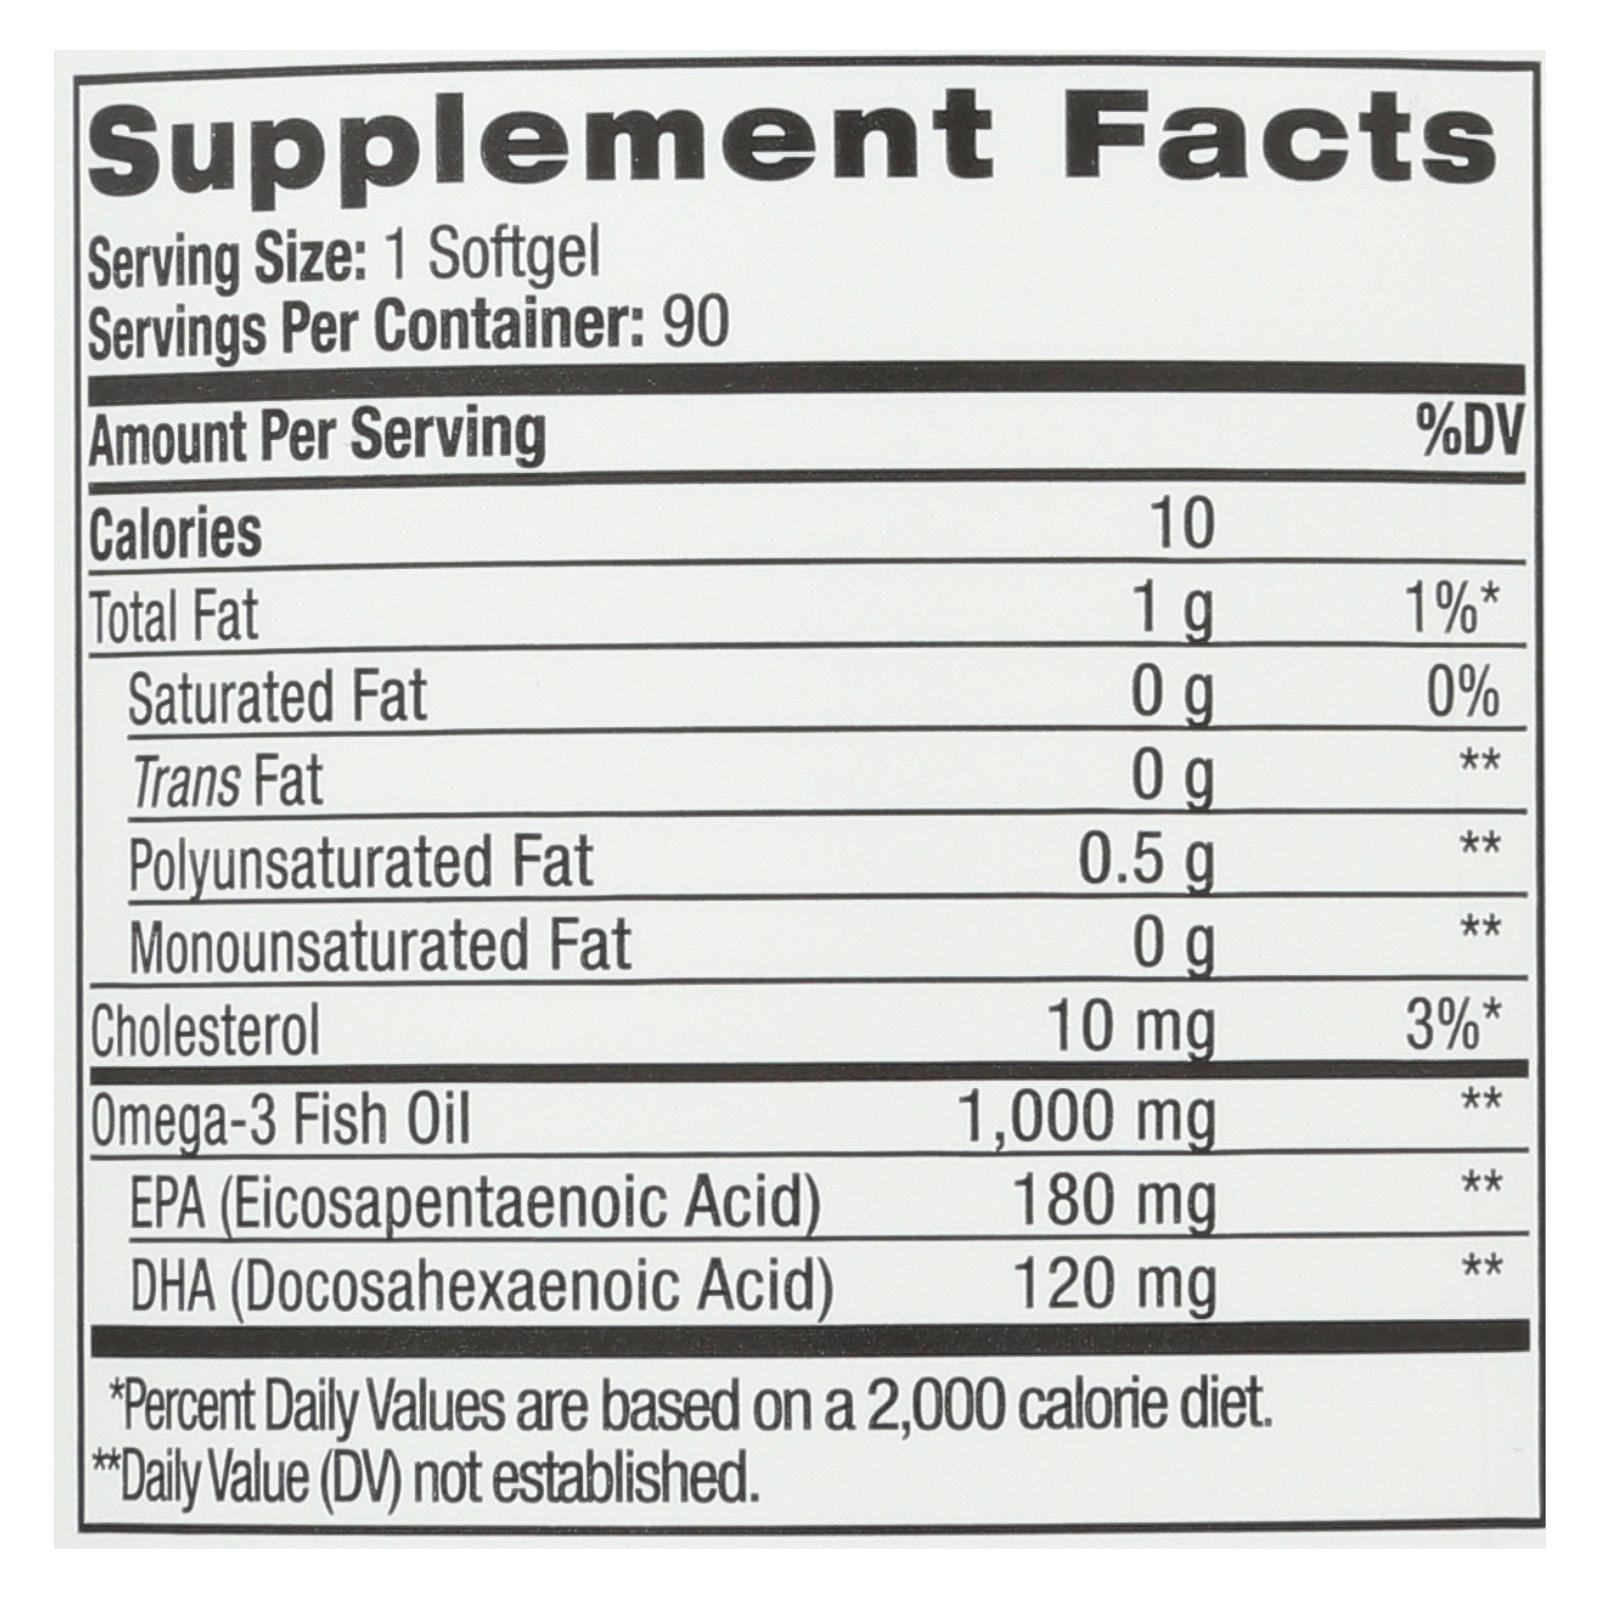 Supplement Facts
Serving Size: 1 Softgel
Servings Per Container: 90
Amount Per Serving %DV
Calories 10
Total Fat 1 g 1%*
Saturated Fat 0 g 0%
Trans Fat 0 g **
Polyunsaturated Fat 0.5 g **
Monounsaturated Fat 0 g **
Cholesterol 10 mg 3%*
Omega-3 Fish Oil 1,000 mg **
EPA (Eicosapentaenoic Acid) 180 mg **
DHA (Docosahexaenoic Acid) 120 mg **
*Percent Daily Values are based on a 2,000 calorie diet.
**Daily Value (DV) not established.